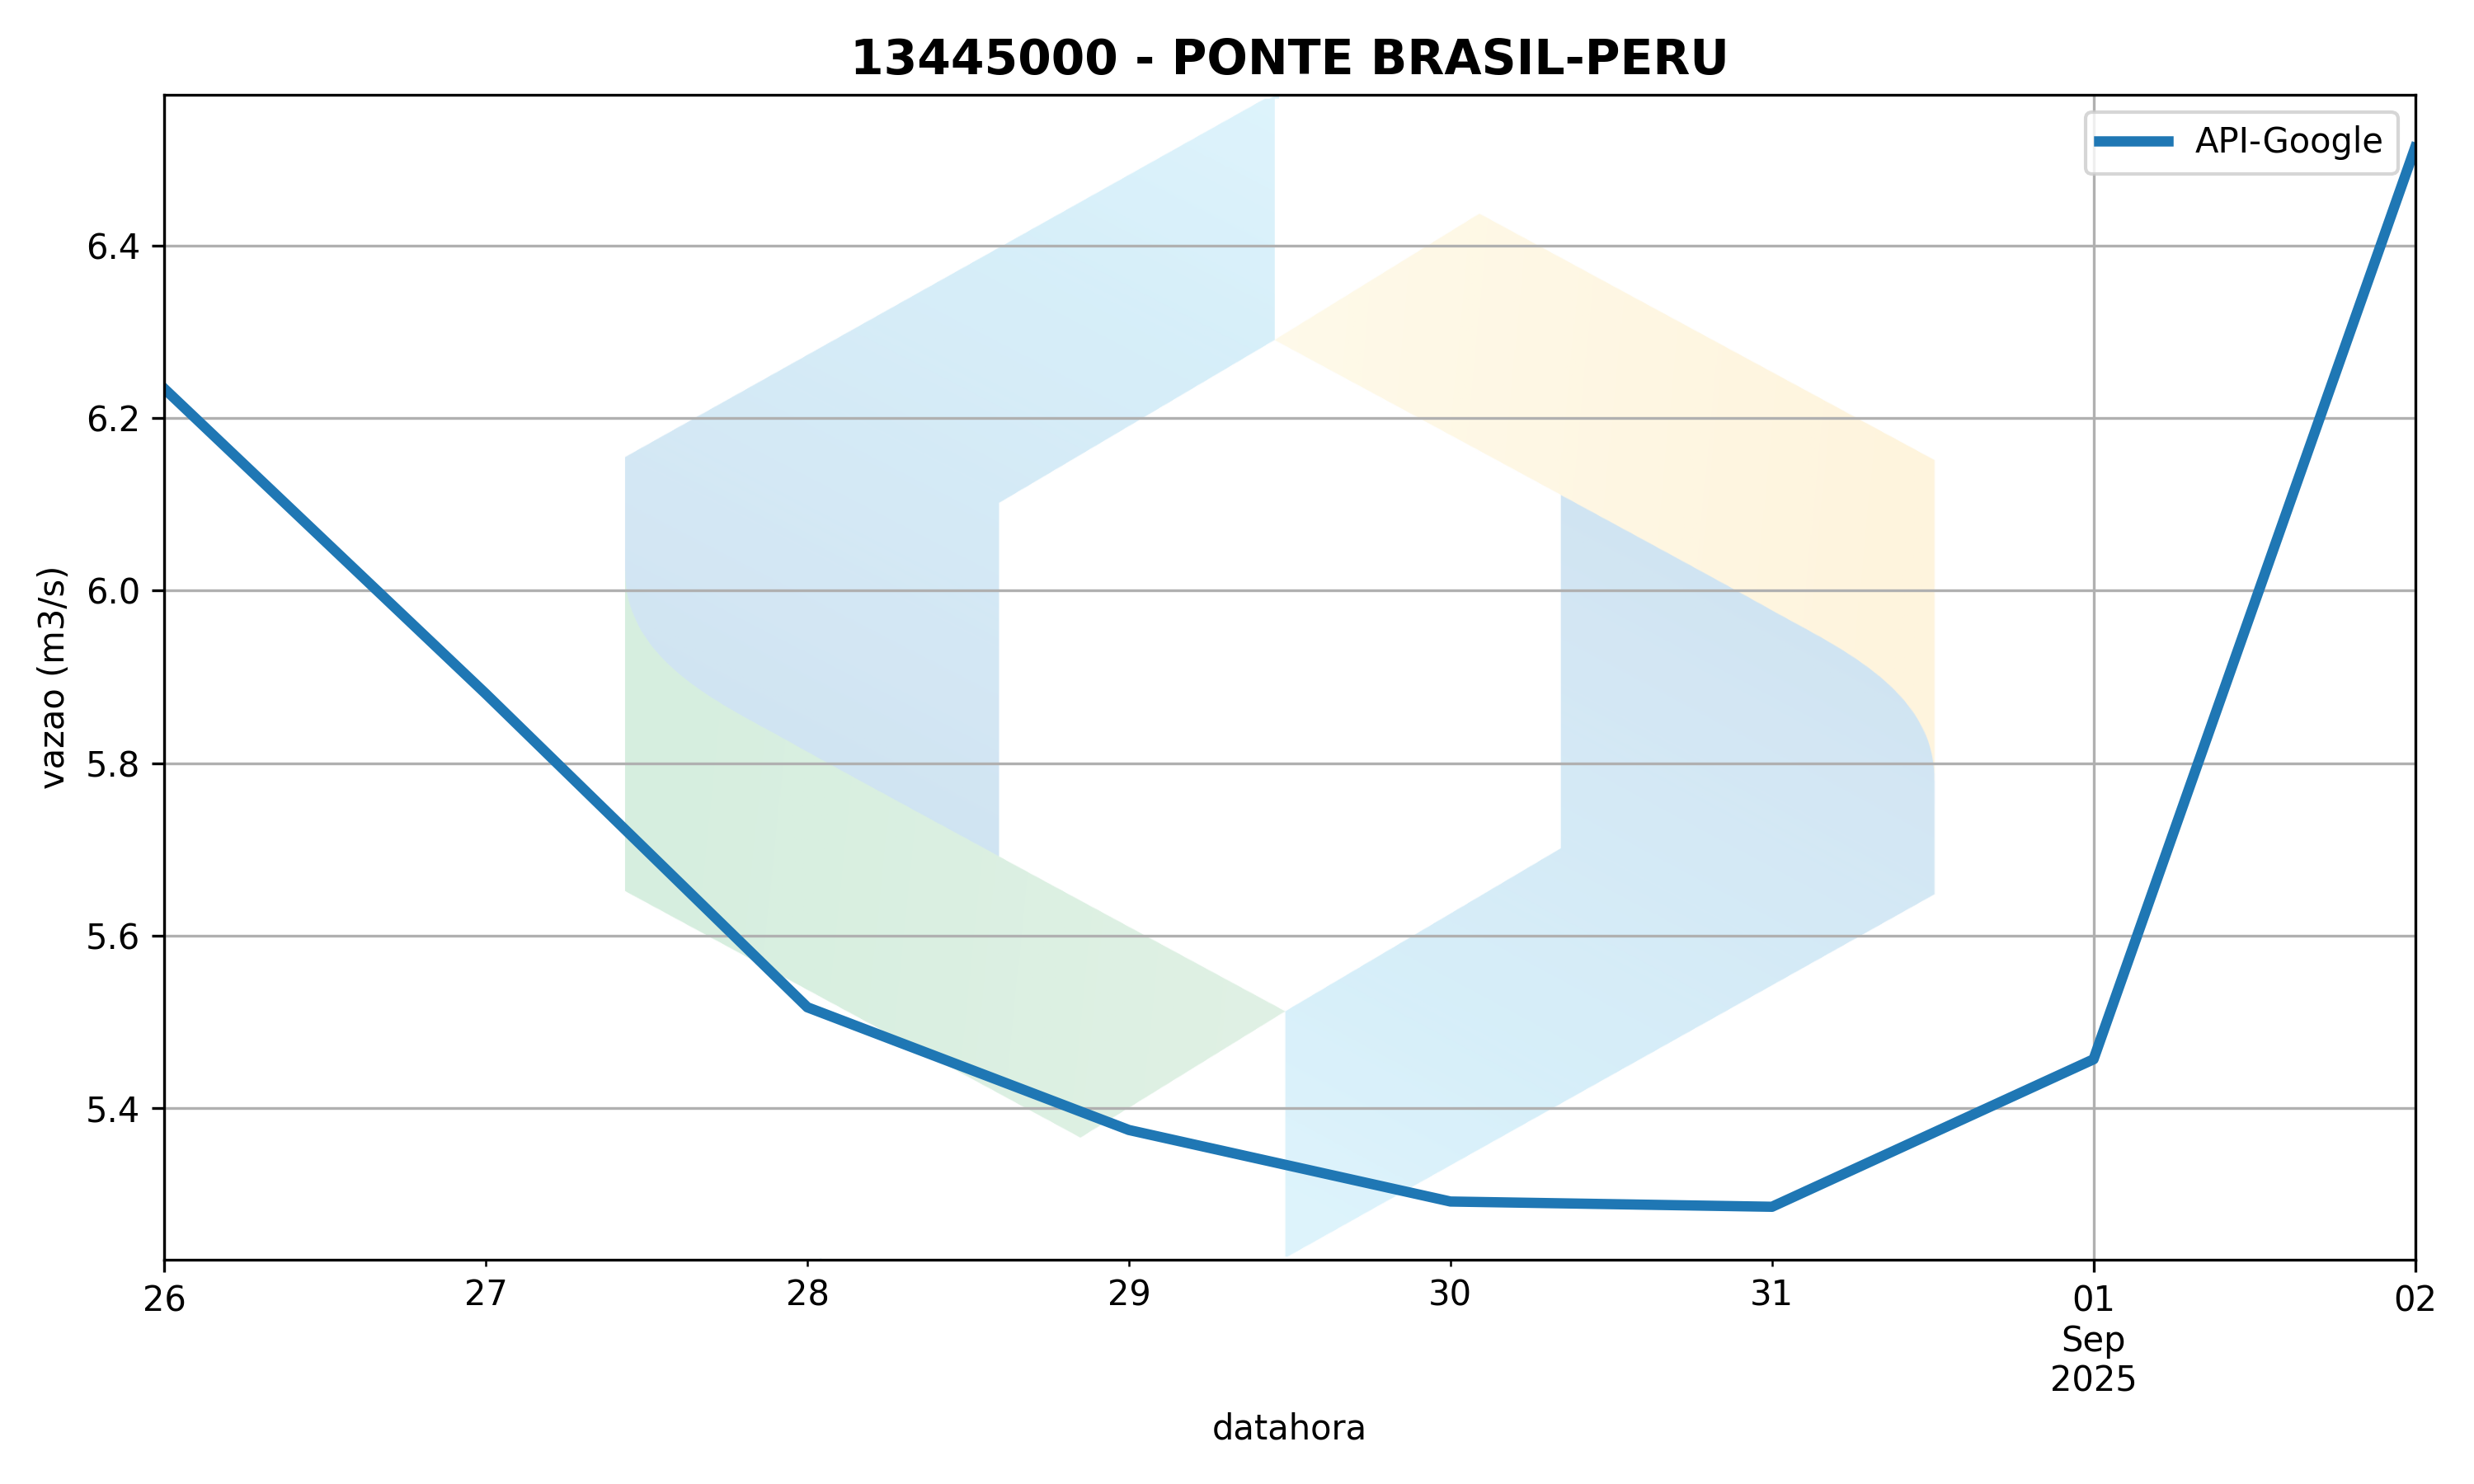 13445000 - PONTE BRASIL-PERU
API-Google
6.4
6.2
6.0
5.8
5.6
5.4
vazao (m3/s)
26 27 28 29 30 31 01 02
Sep
2025
datahora